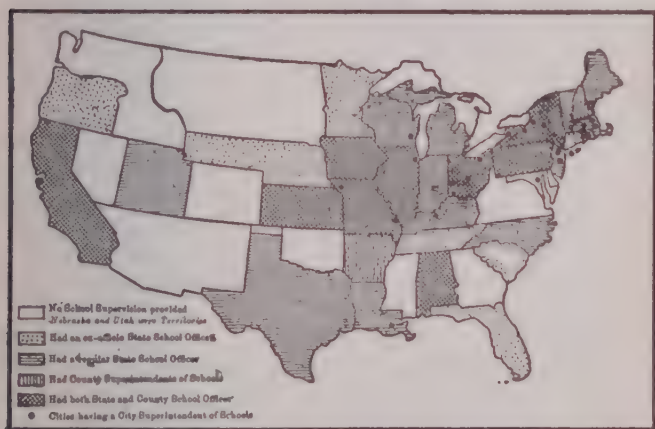 No School Supervision provided
Nebraska and Utah were Territories
Had an ex-officio State School Officer
Had a regular State School Officer
Had County Superintendents of Schools
Had both State and County School Officer
Cities having a City Superintendent of Schools